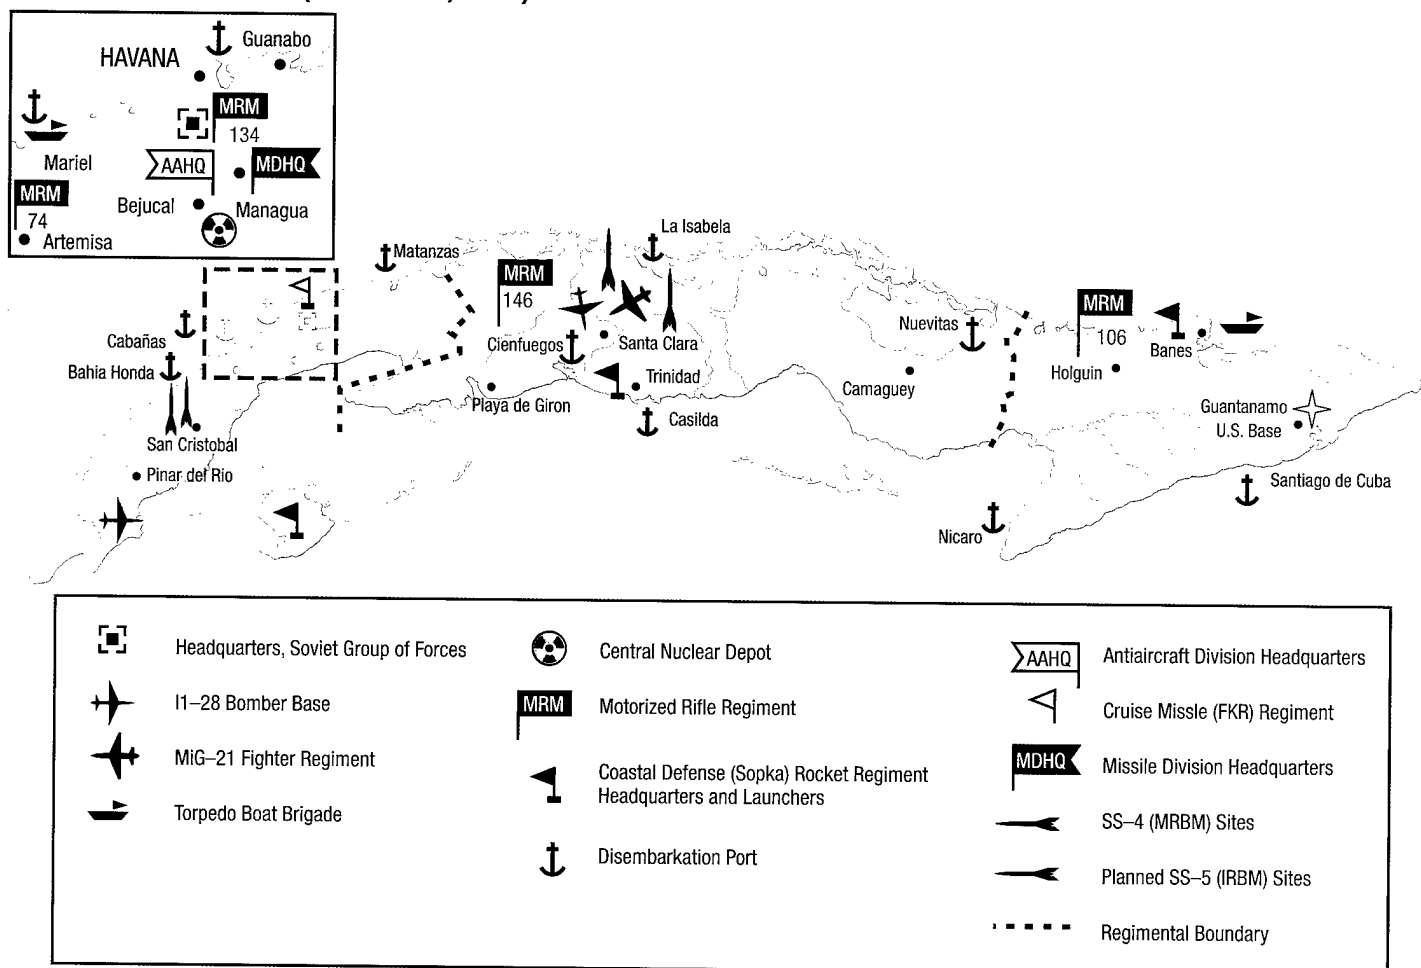 Guanabo
HAVANA
MRM
134
Mariel
AAHQ
MDHQ
MRM
74
Bejucal
Managua
Artemisa
La Isabela
Matanzas
MRM
146
MRM
106
Cabañas
Bahia Honda
Cienfuegos
Santa Clara
Nuevitas
Banes
Holguin
Trinidad
Camaguey
Playa de Giron
Casilda
Guantanamo
U.S. Base
San Cristobal
Pinar del Rio
Santiago de Cuba
Nicaro
Headquarters, Soviet Group of Forces
I1–28 Bomber Base
MiG–21 Fighter Regiment
Torpedo Boat Brigade
Central Nuclear Depot
MRM
Motorized Rifle Regiment
Coastal Defense (Sopka) Rocket Regiment
Headquarters and Launchers
Disembarkation Port
AAHQ
Antiaircraft Division Headquarters
Cruise Missle (FKR) Regiment
MDHQ
Missile Division Headquarters
SS–4 (MRBM) Sites
Planned SS–5 (IRBM) Sites
Regimental Boundary